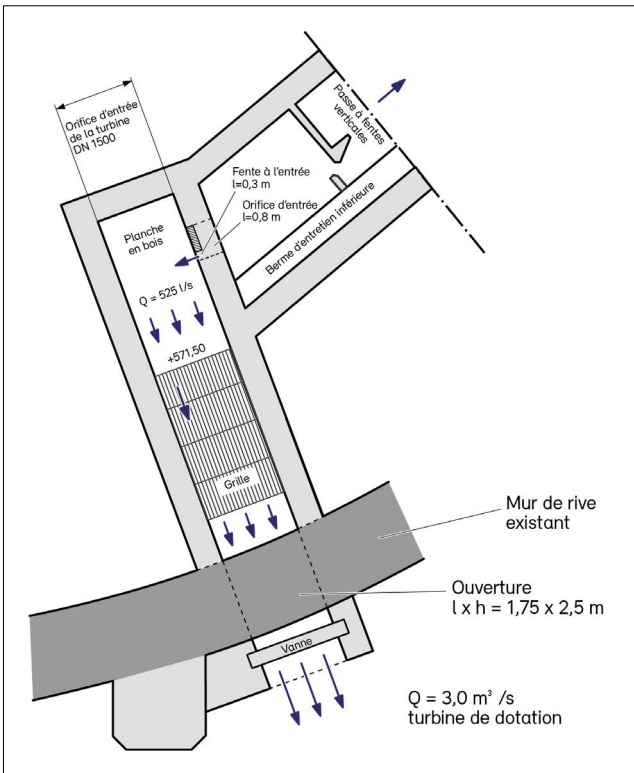 Orifice d'entrée
de la turbine
DN 1500
Passe à fentes
verticales
Fente à l'entrée
l=0,3 m
Orifice d'entrée
l=0,8 m
Planche
en bois
Berme d'entretien inférieure
Q = 525 l/s
+571,50
Grille
Mur de rive
existant
Ouverture
l x h = 1,75 x 2,5 m
Vanne
Q = 3,0 m³ /s
turbine de dotation